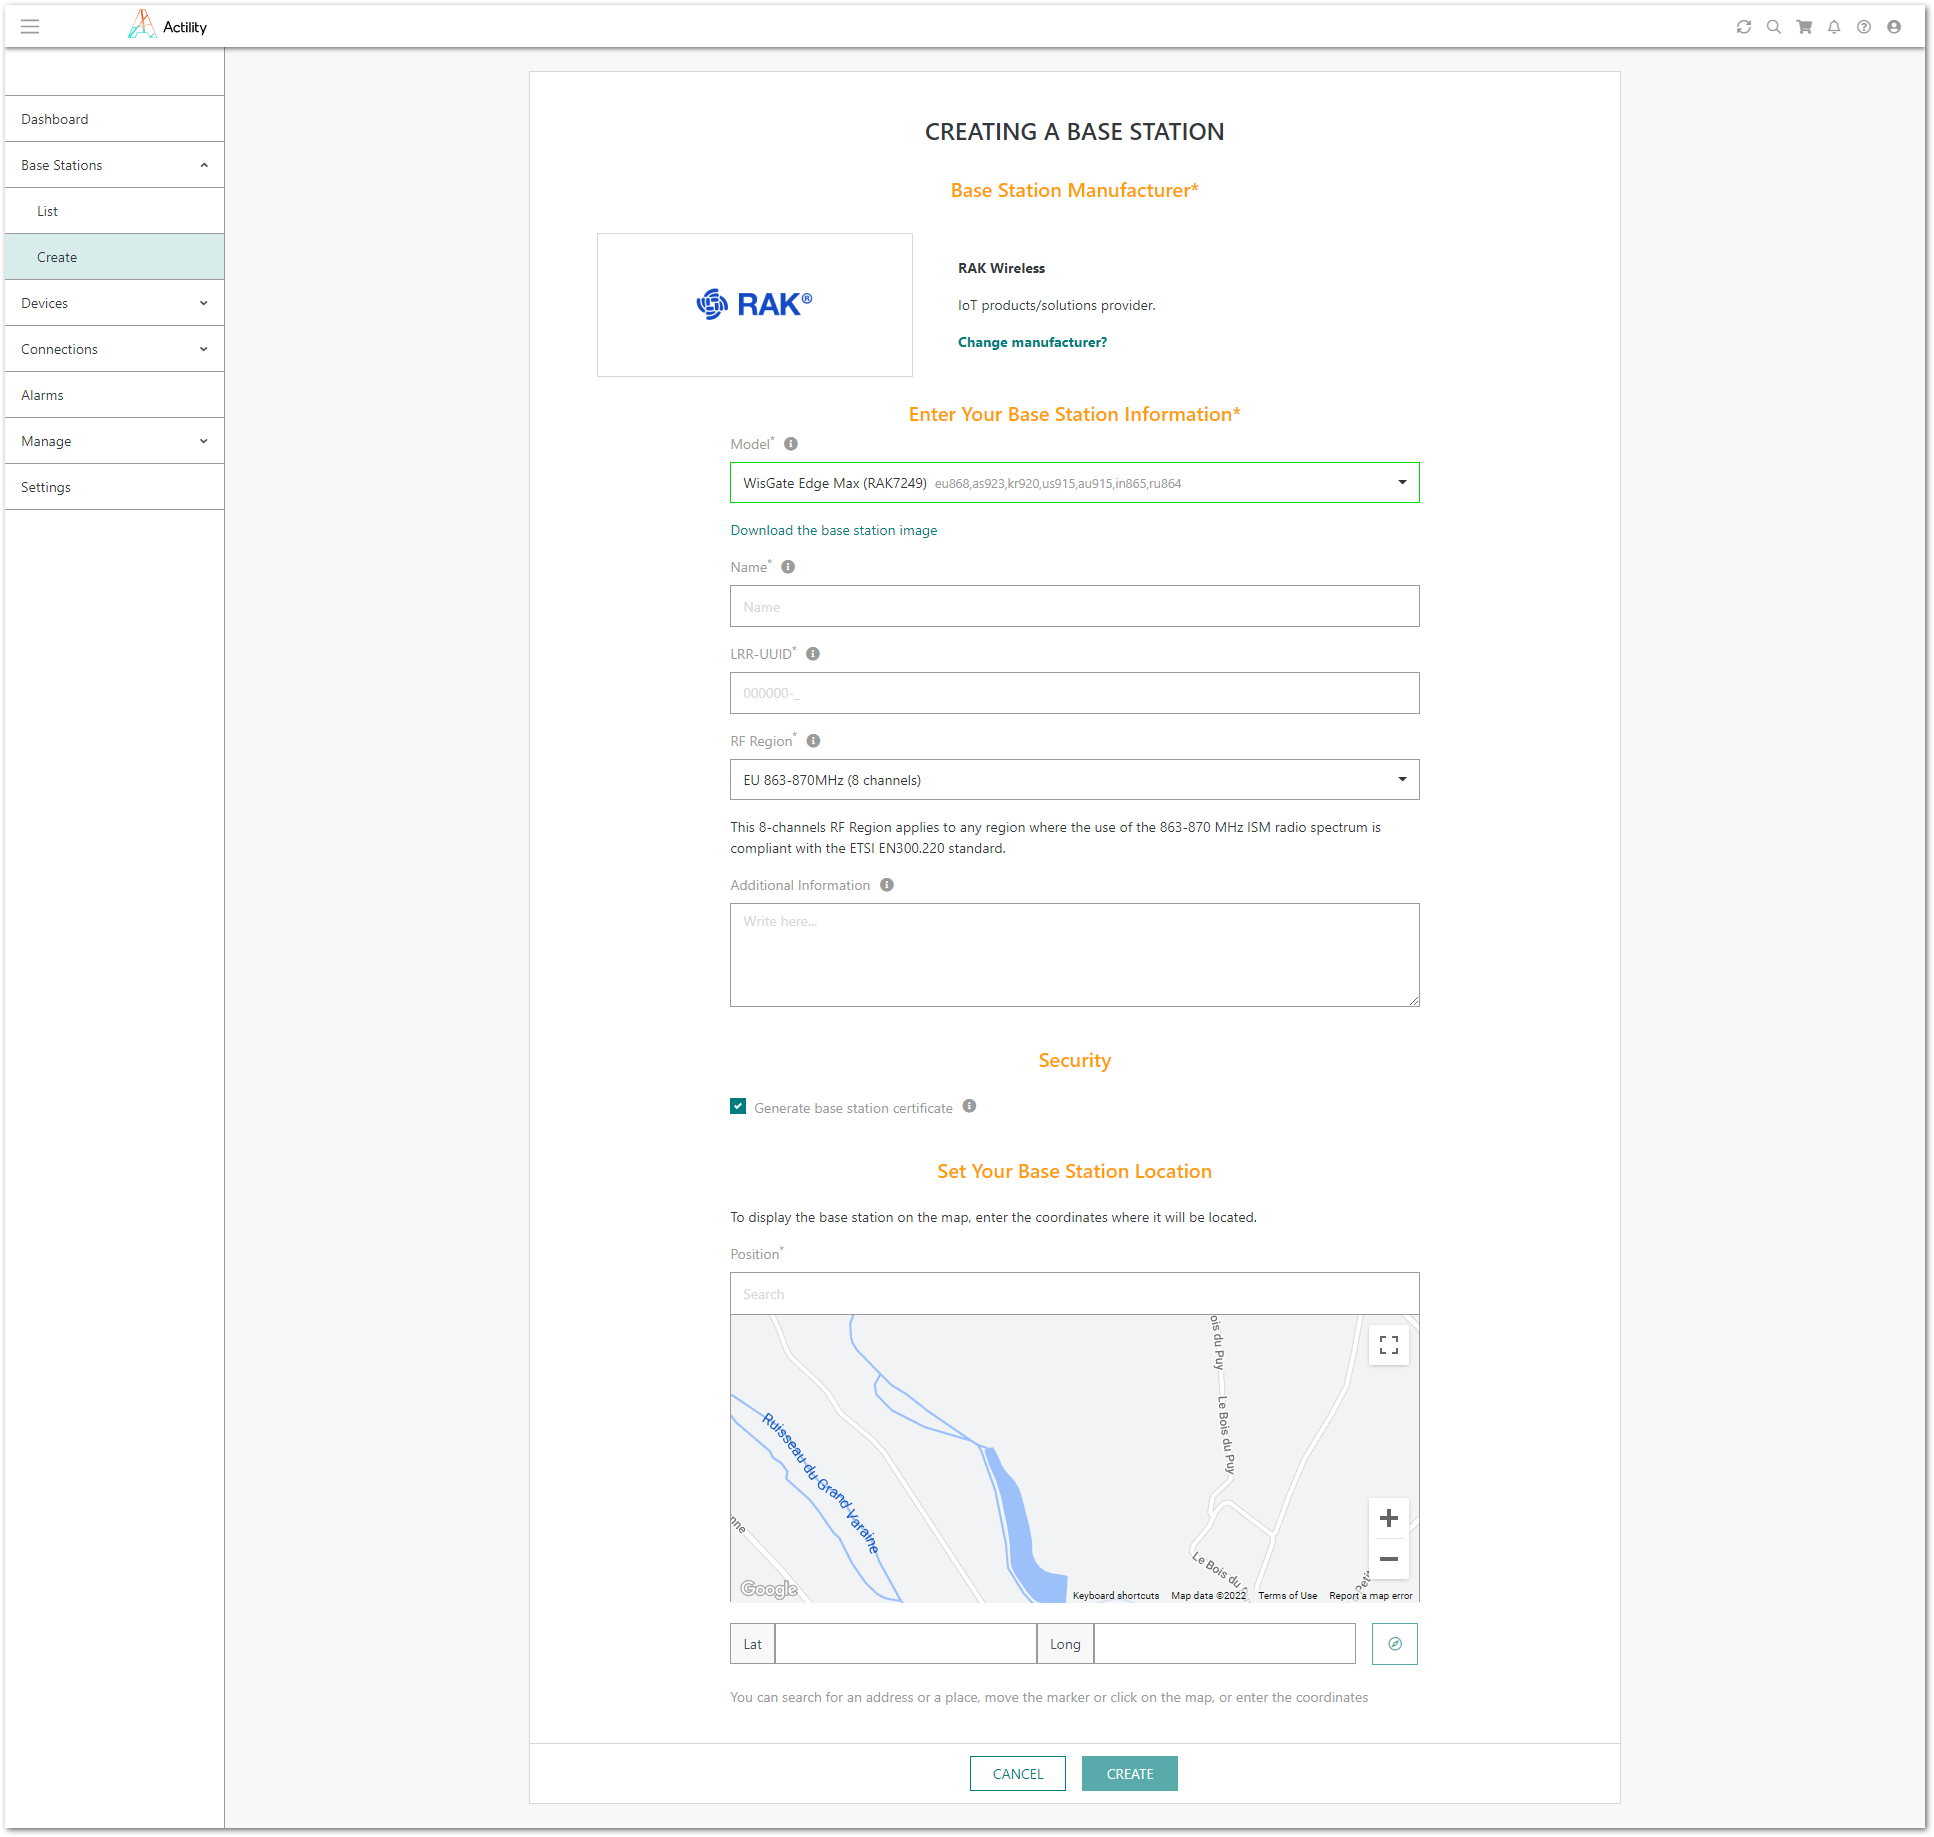 Actility
Dashboard
Base Stations
List
Create
Devices
Connections
Alarms
Manage
Settings
CREATING A BASE STATION
Base Station Manufacturer*
RAK®
RAK Wireless
IoT products/solutions provider.
Change manufacturer?
Enter Your Base Station Information*
Model*
WisGate Edge Max (RAK7249) eu868,as923,kr920,us915,au915,in865,ru864
Download the base station image
Name*
Name
LRR-UUID*
000000-_
RF Region*
EU 863-870MHz (8 channels)
This 8-channels RF Region applies to any region where the use of the 863-870 MHz ISM radio spectrum is
compliant with the ETSI EN300.220 standard.
Additional Information
Write here...
Security
Generate base station certificate
Set Your Base Station Location
To display the base station on the map, enter the coordinates where it will be located.
Position*
Search
ois du Puy
Le Bois du Puy
Ruisseau du Grand Varaine
nne
Le Bois du
Petit
Google
Keyboard shortcuts Map data ©2022 Terms of Use Report a map error
Lat
Long
You can search for an address or a place, move the marker or click on the map, or enter the coordinates
CANCEL
CREATE